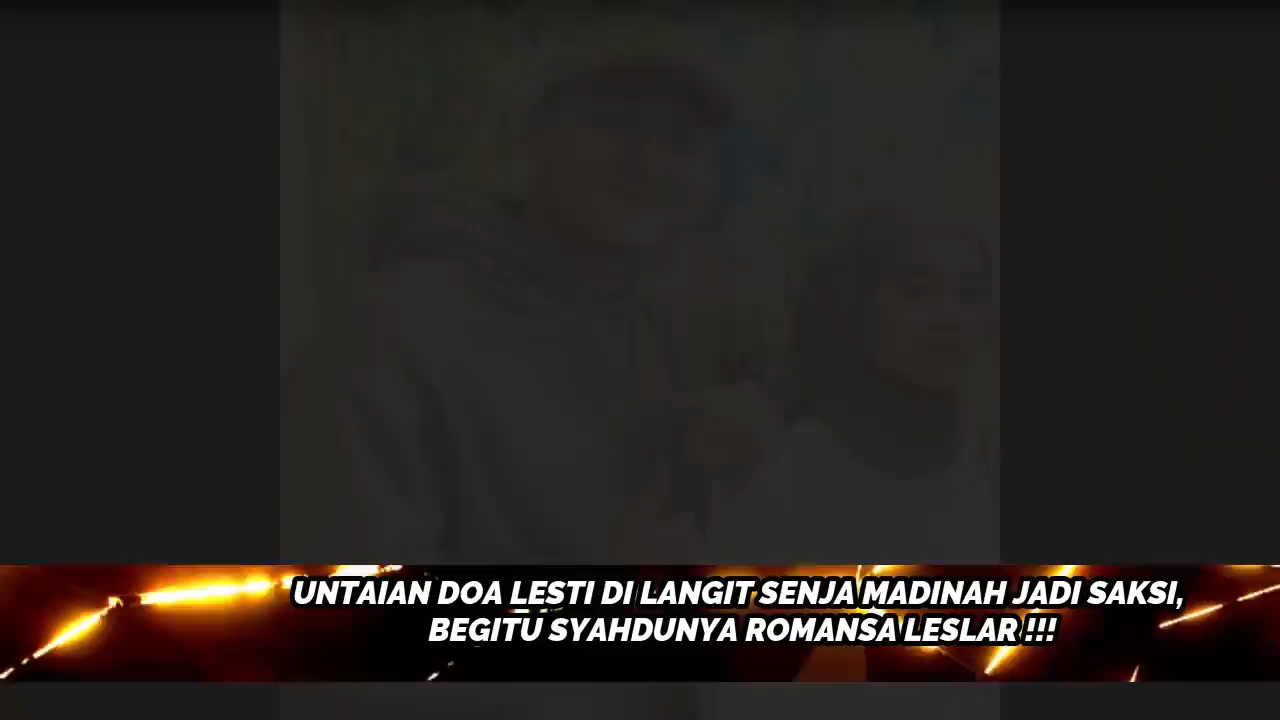 UNTAIAN DOA LESTI DI LANGIT SENJA MADINAH JADI SAKSI,
BEGITU SYAHDUNYA ROMANSA LESLAR !!!